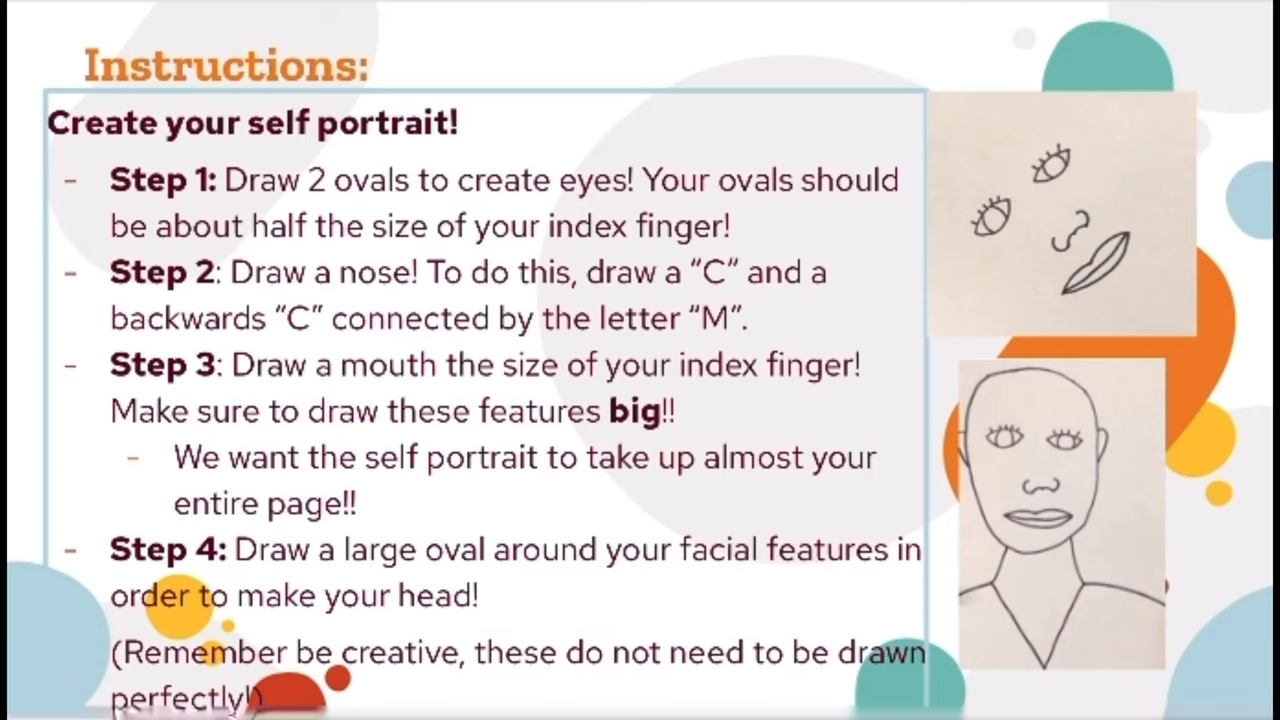 Instructions:
Create your self portrait!
- Step 1: Draw 2 ovals to create eyes! Your ovals should
be about half the size of your index finger!
- Step 2: Draw a nose! To do this, draw a “C” and a
backwards “C” connected by the letter “M”.
- Step 3: Draw a mouth the size of your index finger!
Make sure to draw these features big!!
- We want the self portrait to take up almost your
entire page!!
- Step 4: Draw a large oval around your facial features in
order to make your head!
(Remember be creative, these do not need to be drawn
perfectly!)